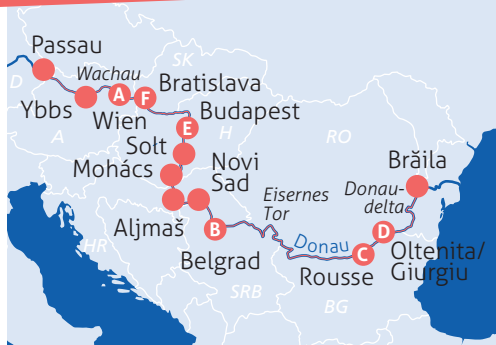 Passau
SK
Wachau
Bratislava
D
A
F
Ybbs
Wien
Budapest
E
A
H
RO
Sołt
Mohács
Novi
Sad
Brăila
Eisernes
Tor
Donau-
delta
Aljmaš
B
Donau
D
Oltenita/
Giurgiu
HR
Belgrad
C
Rousse
SRB
BG